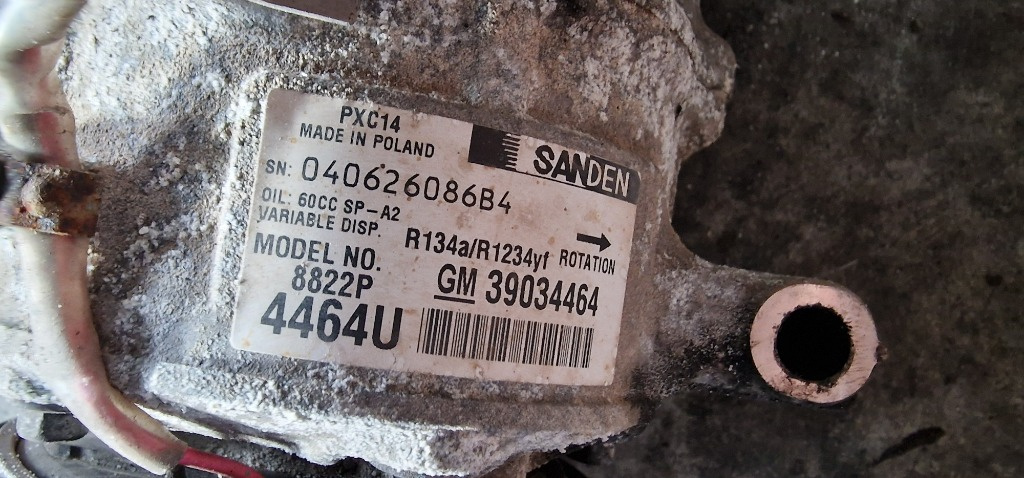 PXC14
MADE IN POLAND
SANDEN
SN: 040626086B4
OIL: 60CC SP-A2
VARIABLE DISP.
R134a/R1234yf ROTATION
MODEL NO.
8822P
GM 39034464
4464U